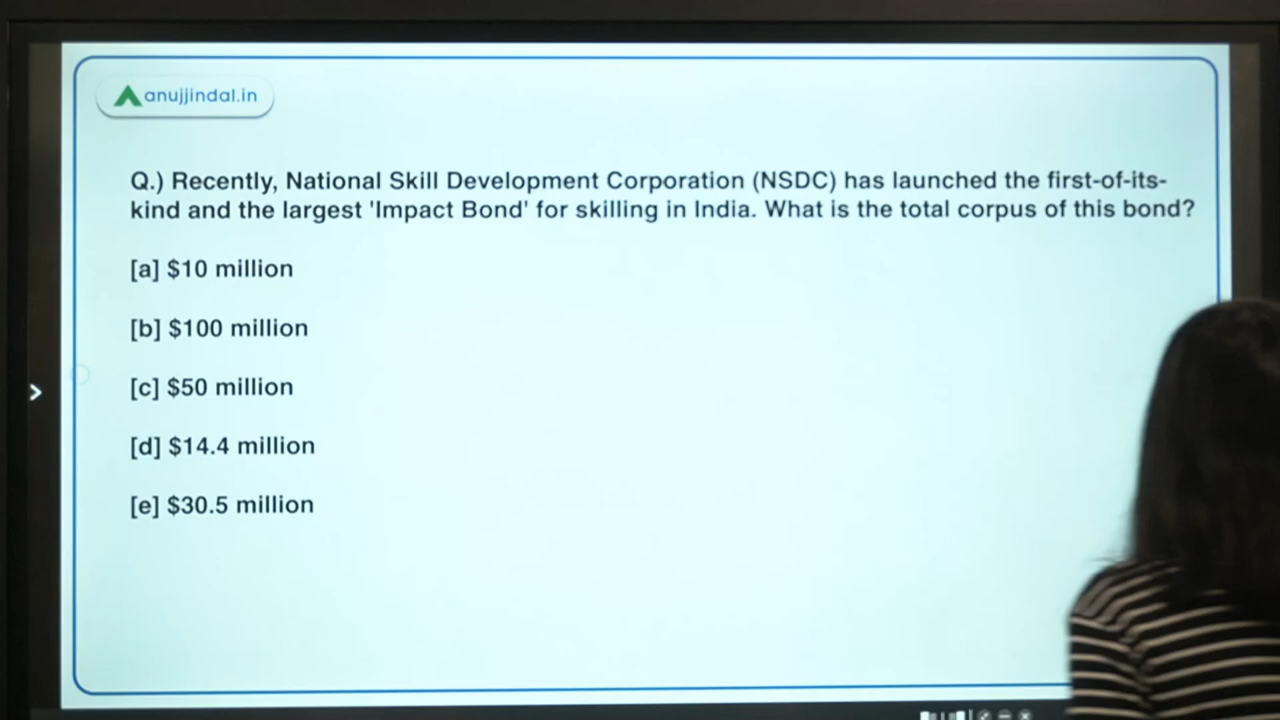 anujjindal.in
Q.) Recently, National Skill Development Corporation (NSDC) has launched the first-of-its-
kind and the largest 'Impact Bond' for skilling in India. What is the total corpus of this bond?
[a] $10 million
[b] $100 million
[c] $50 million
[d] $14.4 million
[e] $30.5 million